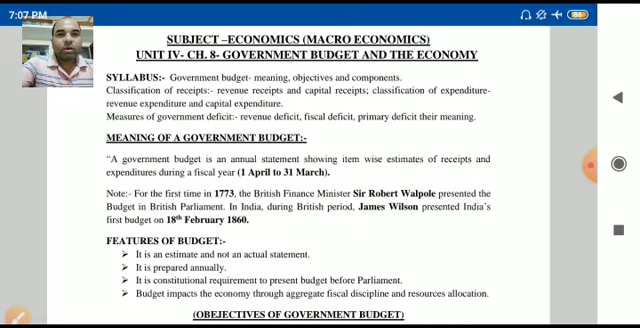 7:07 PM
88
SUBJECT –ECONOMICS (MACRO ECONOMICS)
UNIT IV- CH. 8- GOVERNMENT BUDGET AND THE ECONOMY
SYLLABUS:- Government budget- meaning, objectives and components.
Classification of receipts:- revenue receipts and capital receipts; classification of expenditure-
revenue expenditure and capital expenditure.
Measures of government deficit:- revenue deficit, fiscal deficit, primary deficit their meaning.
MEANING OF A GOVERNMENT BUDGET:-
"A government budget is an annual statement showing item wise estimates of receipts and
expenditures during a fiscal year (1 April to 31 March).
Note:- For the first time in 1773, the British Finance Minister Sir Robert Walpole presented the
Budget in British Parliament. In India, during British period, James Wilson presented India's
first budget on 18th February 1860.
FEATURES OF BUDGET:-
➤ It is an estimate and not an actual statement.
➤ It is prepared annually.
➤ It is constitutional requirement to present budget before Parliament.
➤ Budget impacts the economy through aggregate fiscal discipline and resources allocation.
(OBEJECTIVES OF GOVERNMENT BUDGET)